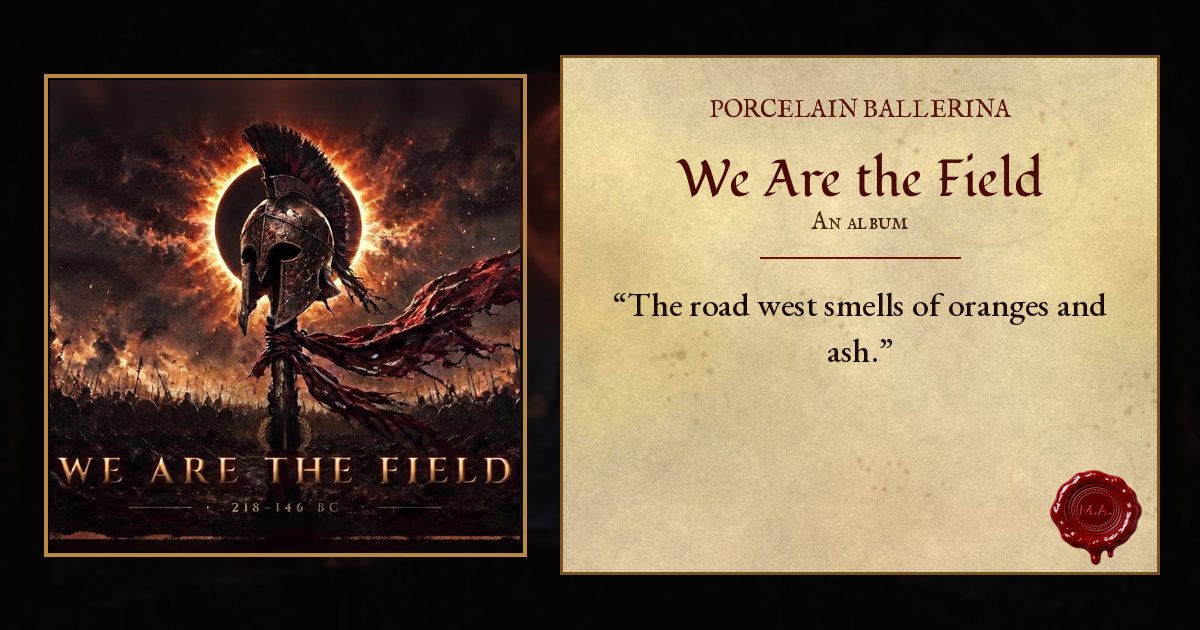 WE ARE THE FIELD
218–146 BC
PORCELAIN BALLERINA
We Are the Field
An album
“The road west smells of oranges and
ash.”
M.A.